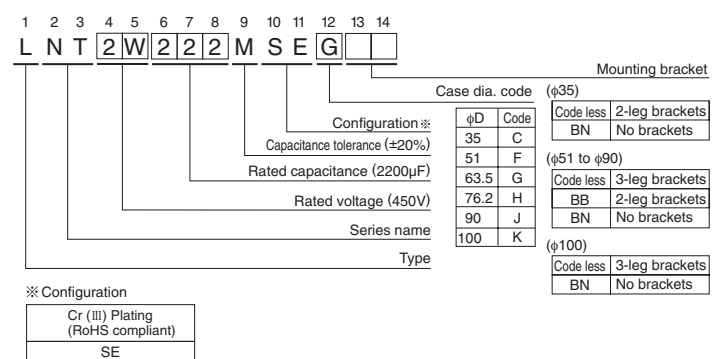 1 2 3 4 5 6 7 8 9 10 11 12 13 14
L N T 2 W 2 2 2 M S E G
Mounting bracket
Case dia. code
Configuration※
Capacitance tolerance (±20%)
Rated capacitance (2200µF)
Rated voltage (450V)
Series name
Type
ϕD Code
35 C
51 F
63.5 G
76.2 H
90 J
100 K
(ϕ35)
Code less 2-leg brackets
BN No brackets
(ϕ51 to ϕ90)
Code less 3-leg brackets
BB 2-leg brackets
BN No brackets
(ϕ100)
Code less 3-leg brackets
BN No brackets
※ Configuration
Cr (III) Plating
(RoHS compliant)
SE